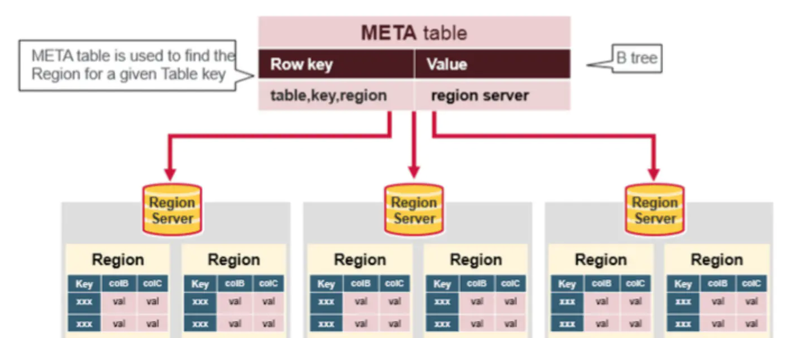 META table
META table is used to find the
Region for a given Table key
Row key Value
B tree
table,key,region region server
Region
Server
Region
Server
Region
Server
Region Region Region Region Region Region
Key colB colC Key colB colC Key colB colC Key colB colC Key colB colC Key colB colC
xxx val val xxx val val xxx val val xxx val val xxx val val xxx val val
xxx val val xxx val val xxx val val xxx val val xxx val val xxx val val